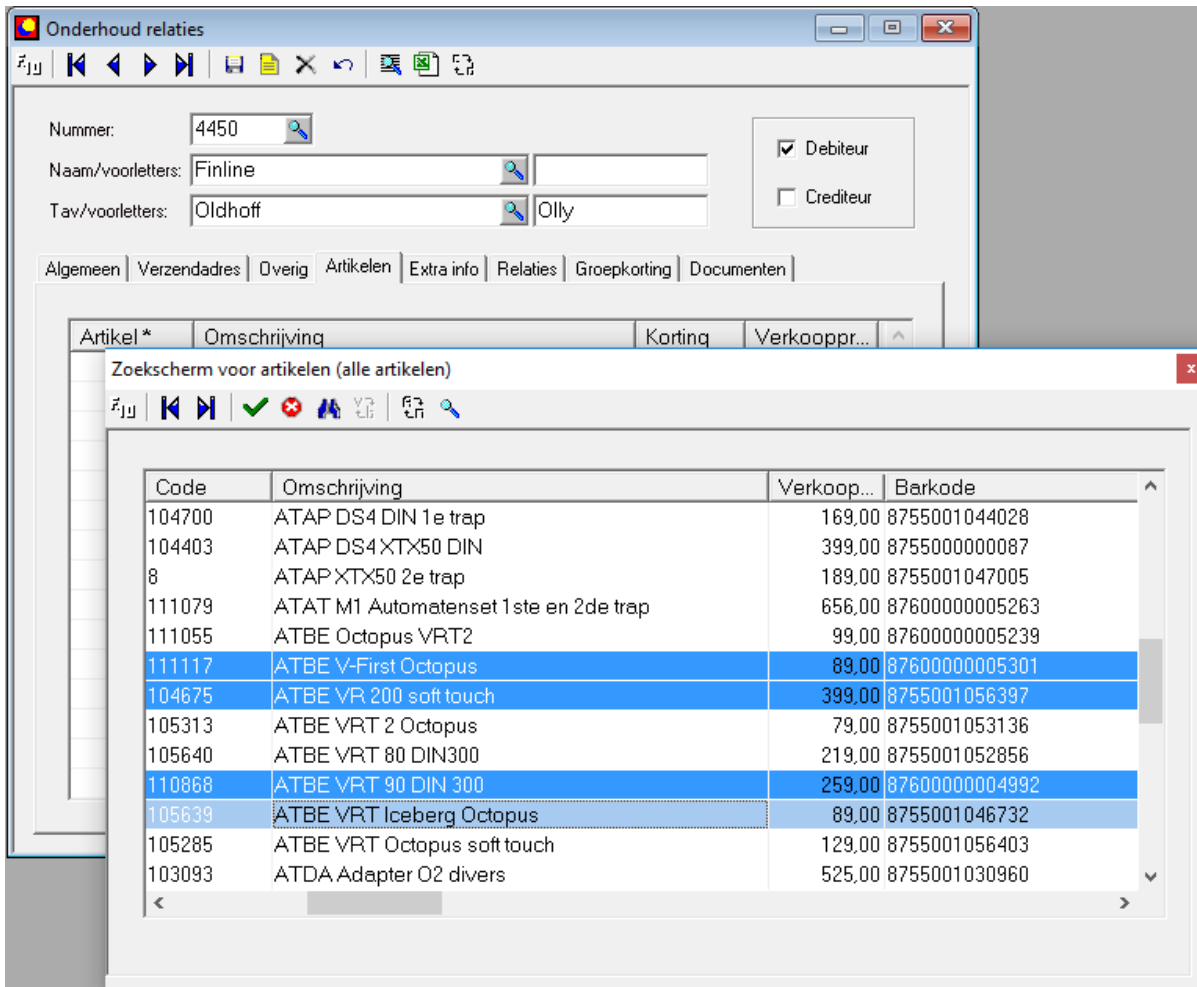 Onderhoud relaties
Nummer: 4450
Debiteur
Naam/voorletters: Finline
Crediteur
Tav/voorletters: Oldhoff Olly
Algemeen Verzendadres Overig Artikelen Extra info Relaties Groepkorting Documenten
Artikel * Omschrijving Korting Verkooppr...
Zoekscherm voor artikelen (alle artikelen)
Code Omschrijving Verkoop... Barkode
104700 ATAP DS4 DIN 1e trap 169,00 8755001044028
104403 ATAP DS4 XTX50 DIN 399,00 8755000000087
8 ATAP XTX50 2e trap 189,00 8755001047005
111079 ATAT M1 Automatenset 1ste en 2de trap 656,00 87600000005263
111055 ATBE Octopus VRT2 99,00 87600000005239
111117 ATBE V-First Octopus 89,00 87600000005301
104675 ATBE VR 200 soft touch 399,00 8755001056397
105313 ATBE VRT 2 Octopus 79,00 8755001053136
105640 ATBE VRT 80 DIN300 219,00 8755001052856
110868 ATBE VRT 90 DIN 300 259,00 87600000004992
105639 ATBE VRT Iceberg Octopus 89,00 8755001046732
105285 ATBE VRT Octopus soft touch 129,00 8755001056403
103093 ATDA Adapter O2 divers 525,00 8755001030960